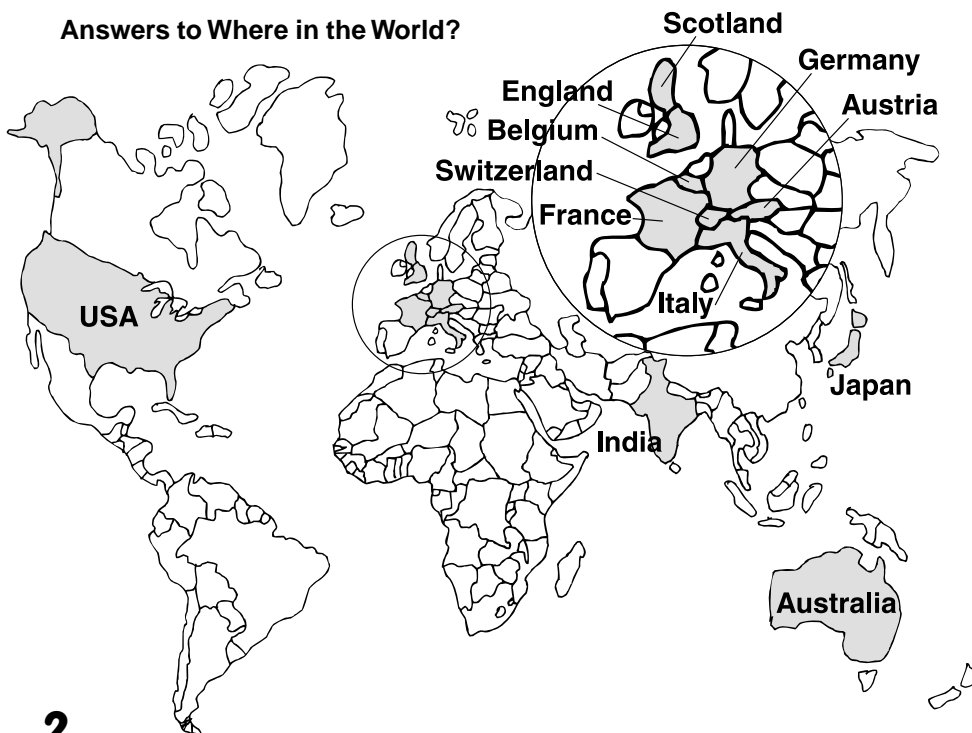 Answers to Where in the World?
Scotland
Germany
England
Austria
Belgium
Switzerland
France
Italy
USA
Japan
India
Australia
2